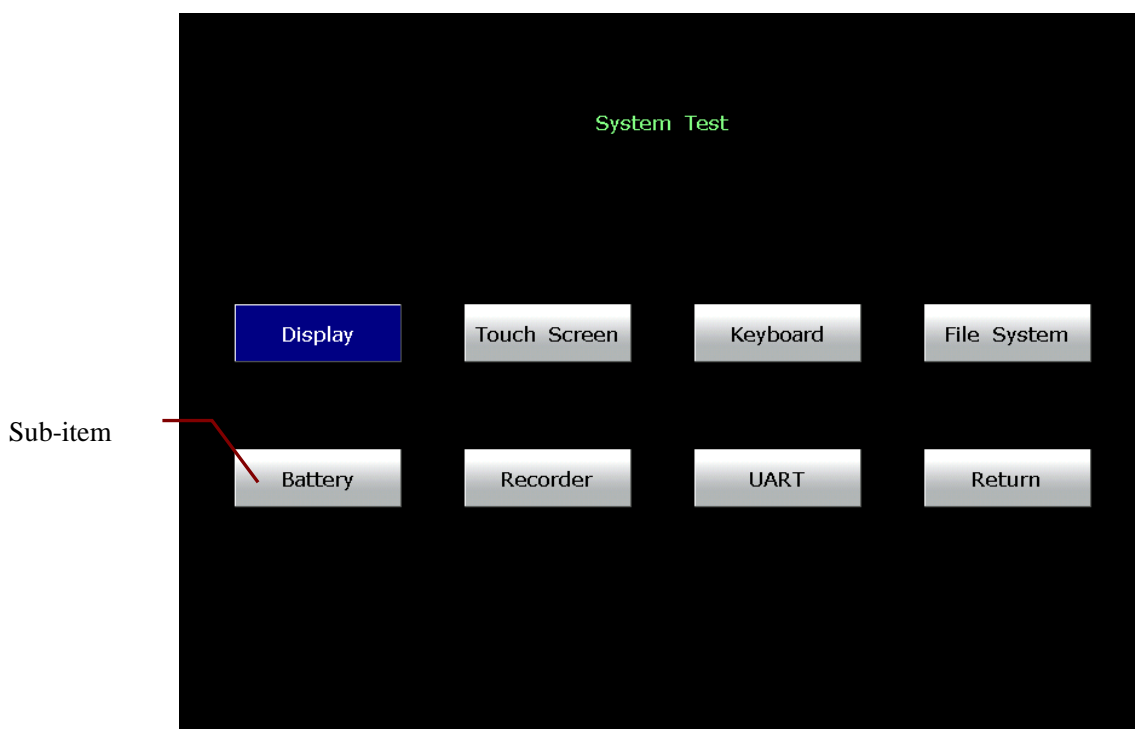 System Test
Display Touch Screen Keyboard File System
Sub-item
Battery Recorder UART Return